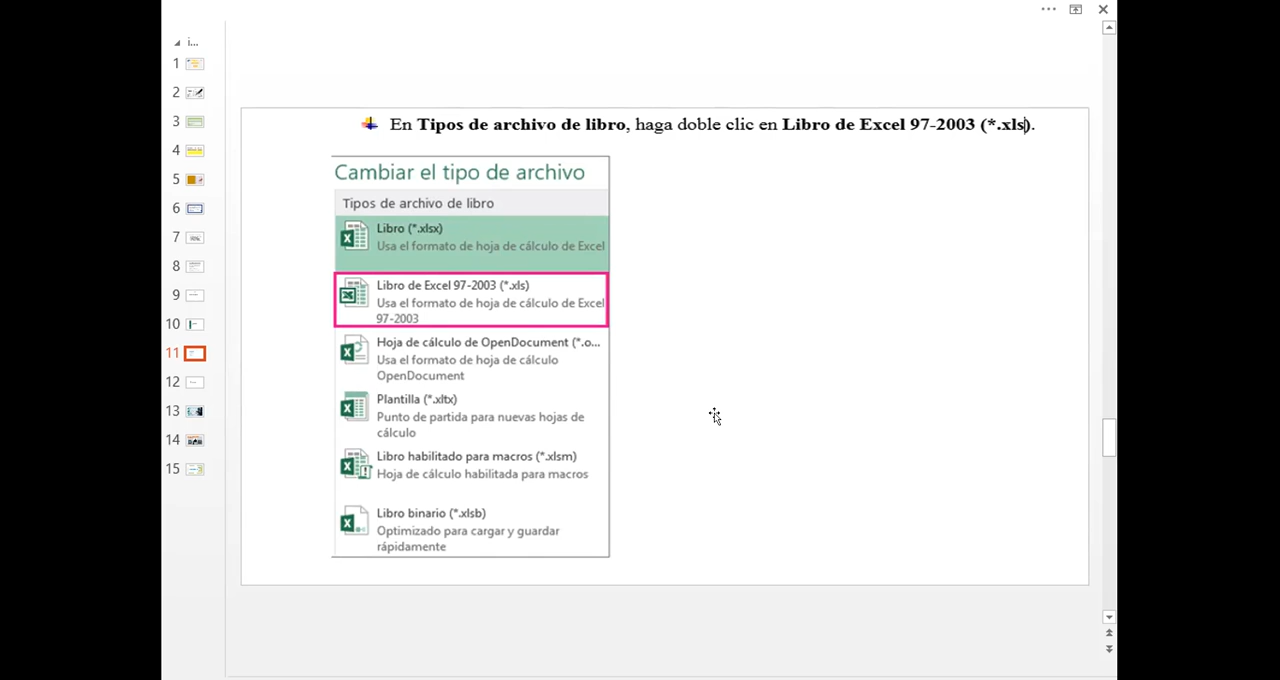 i...
1
2
3
4
5
6
7
8
9
10
11
12
13
14
15
En Tipos de archivo de libro, haga doble clic en Libro de Excel 97-2003 (*.xls).
Cambiar el tipo de archivo
Tipos de archivo de libro
Libro (*.xlsx)
Usa el formato de hoja de cálculo de Excel
Libro de Excel 97-2003 (*.xls)
Usa el formato de hoja de cálculo de Excel
97-2003
Hoja de cálculo de OpenDocument (*.o...
Usa el formato de hoja de cálculo
OpenDocument
Plantilla (*.xltx)
Punto de partida para nuevas hojas de
cálculo
Libro habilitado para macros (*.xlsm)
Hoja de cálculo habilitada para macros
Libro binario (*.xlsb)
Optimizado para cargar y guardar
rápidamente